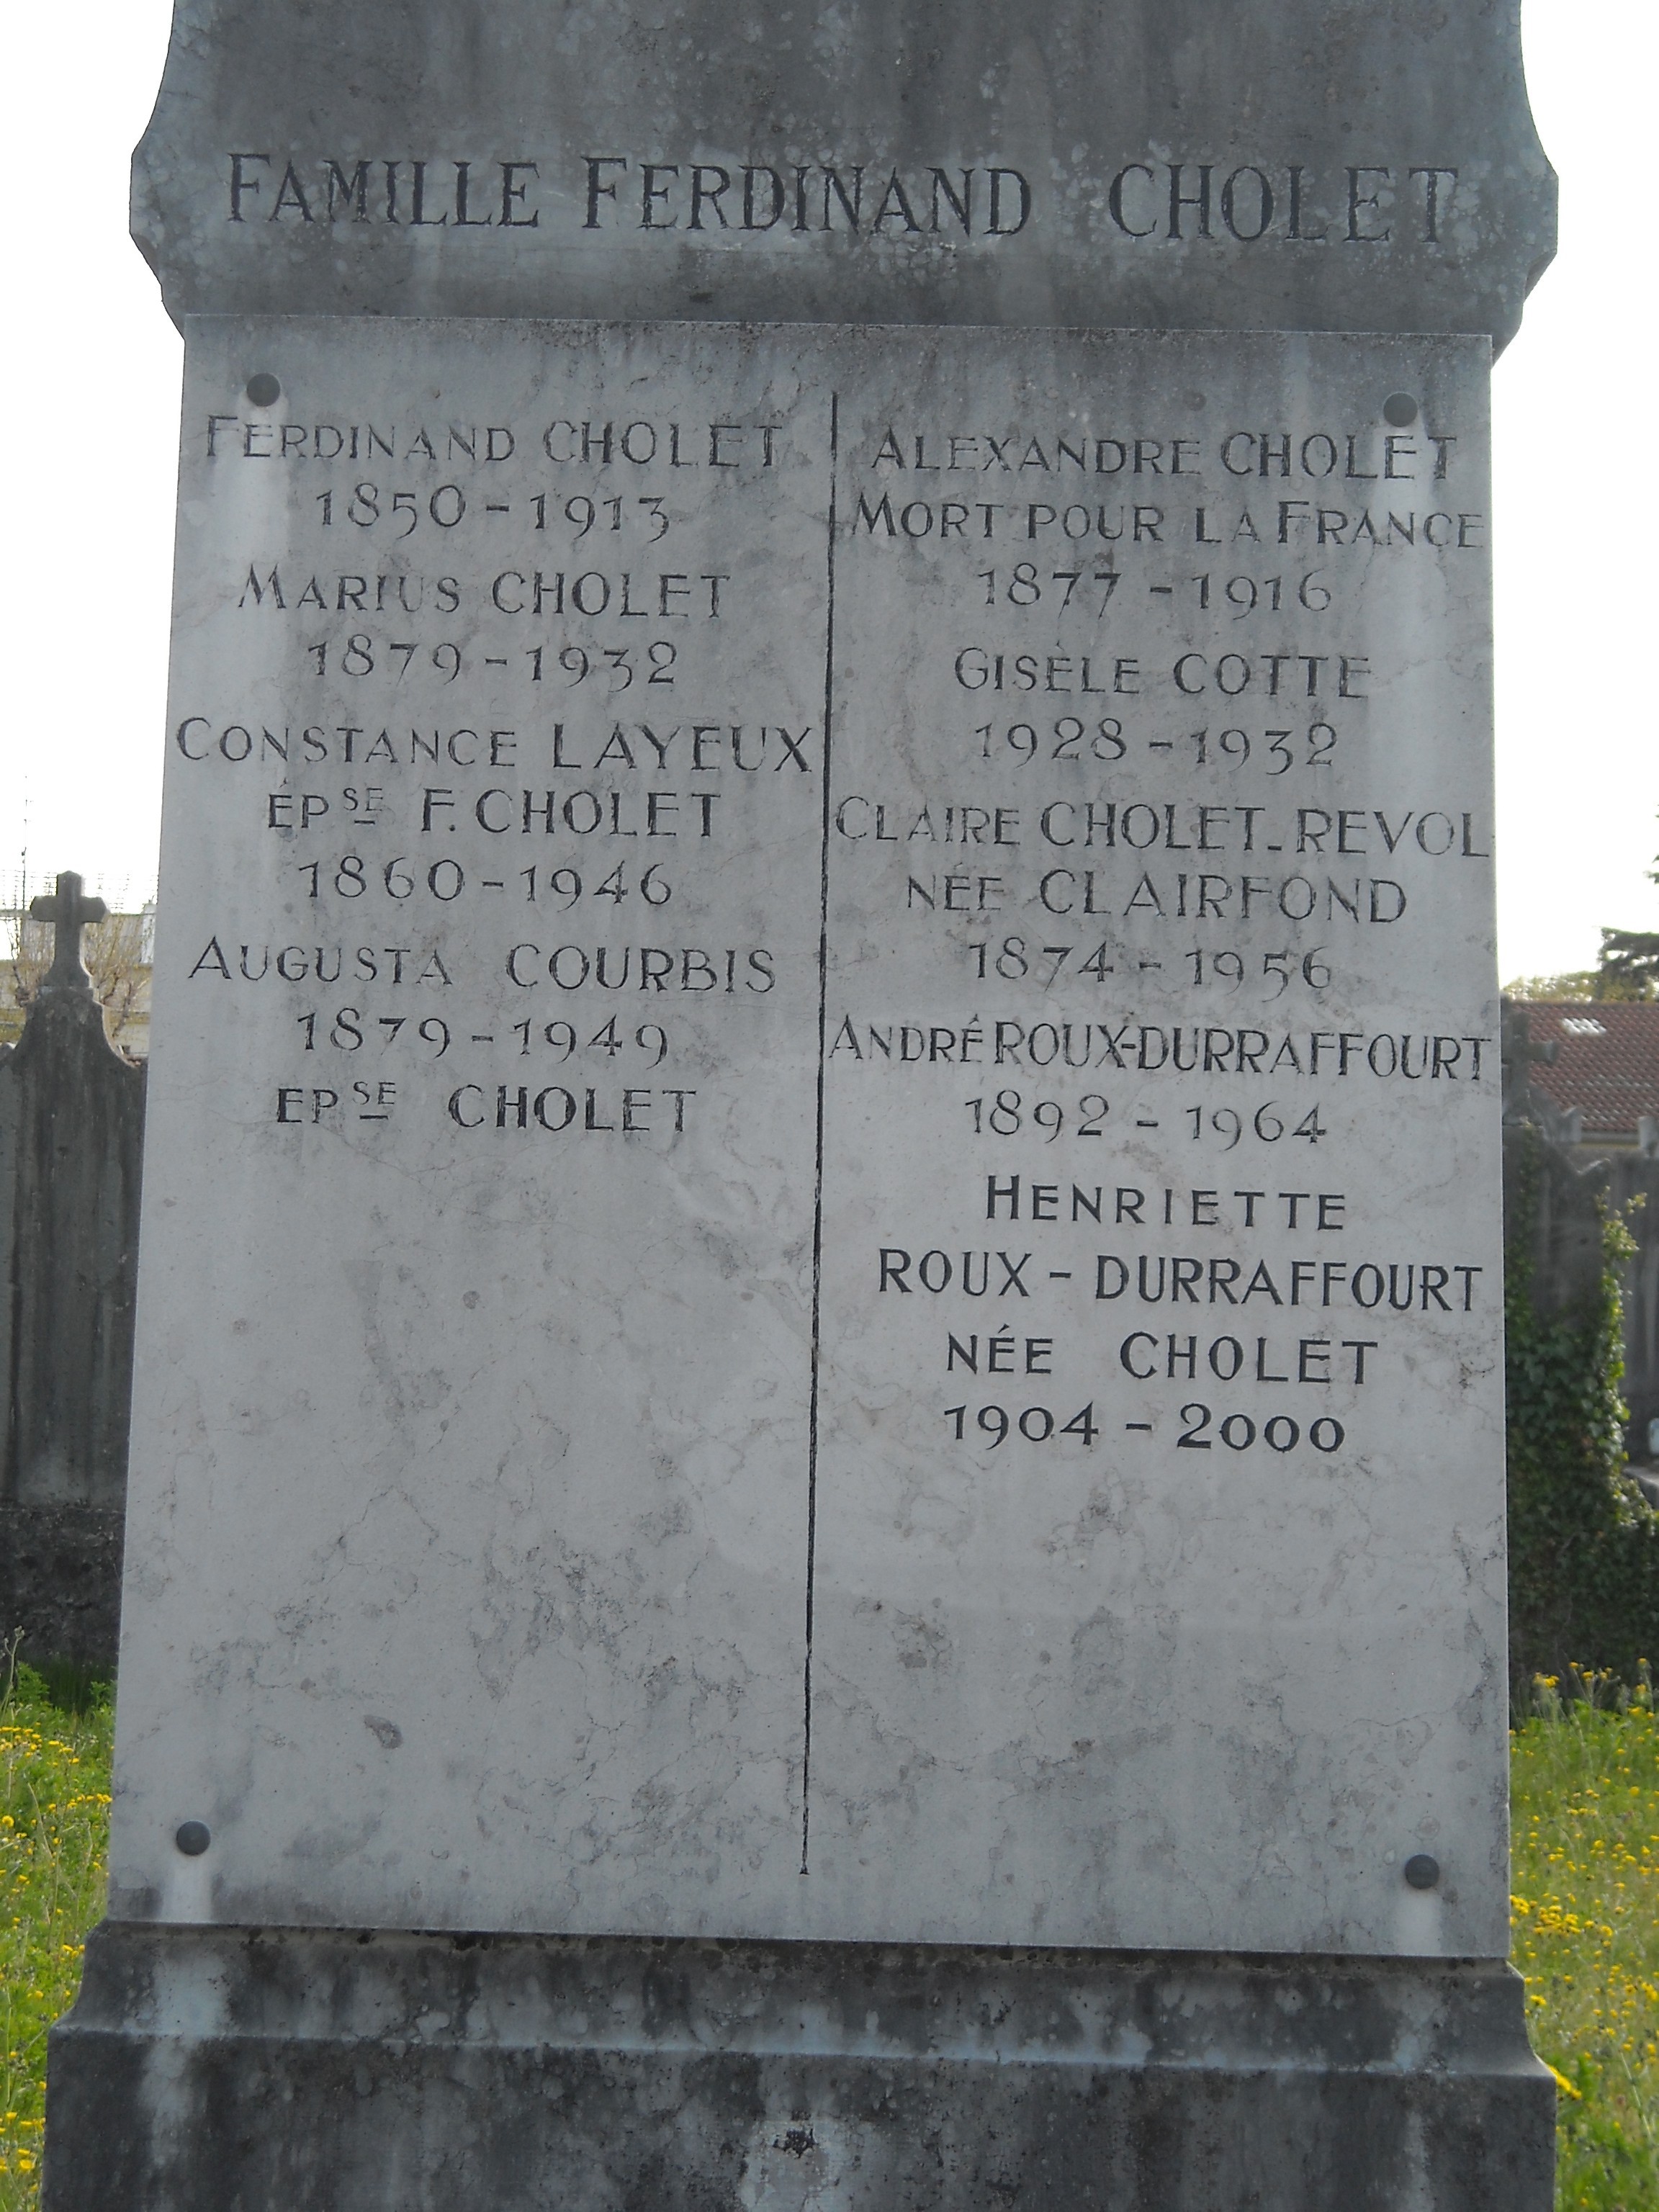 FAMILLE FERDINAND CHOLET
FERDINAND CHOLET
1850-1913
MARIUS CHOLET
1879-1932
CONSTANCE LAYEUX
ÉPSE F. CHOLET
1860-1946
AUGUSTA COURBIS
1879-1949
EPSE CHOLET
ALEXANDRE CHOLET
MORT POUR LA FRANCE
1877-1916
GISÈLE COTTE
1928-1932
CLAIRE CHOLET-REVOL
NÉE CLAIRFOND
1874-1956
ANDRÉ ROUX-DURRAFFOURT
1892-1964
HENRIETTE
ROUX-DURRAFFOURT
NÉE CHOLET
1904-2000